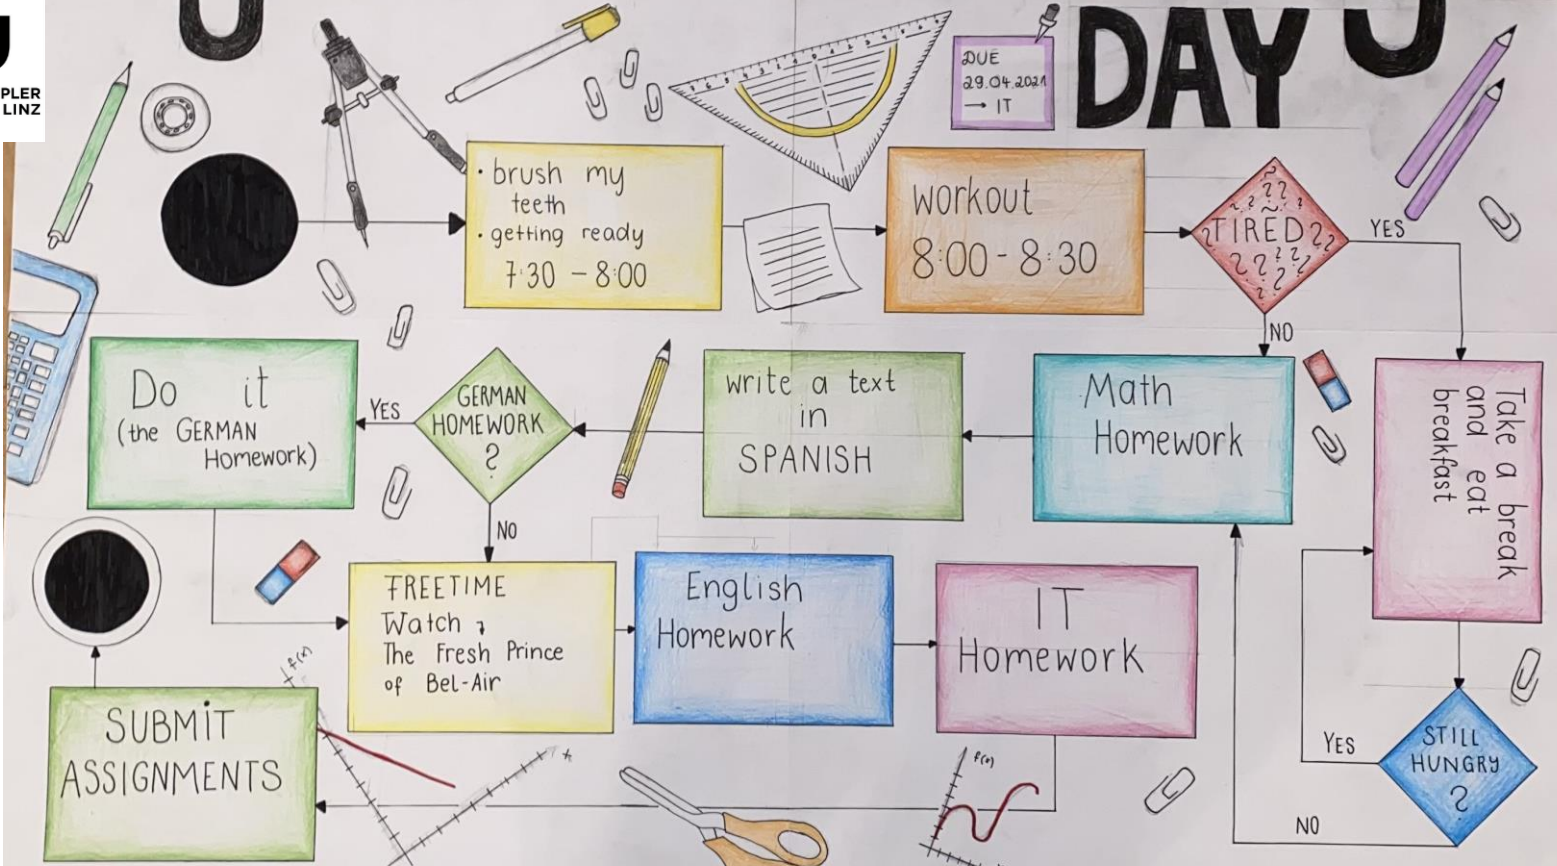 PLER
LINZ
DUE
29.04.2021
→ IT
DAY
• brush my
teeth
• getting ready
7:30 - 8:00
workout
8:00 - 8:30
? ? ? ?
TIRED
? ? ? ?
YES
NO
Take a break
and eat
breakfast
STILL
HUNGRY
?
YES
NO
Math
Homework
write a text
in
SPANISH
GERMAN
HOMEWORK
?
YES
NO
Do it
(the GERMAN
Homework)
FREETIME
Watch
The Fresh Prince
of Bel-Air
English
Homework
IT
Homework
SUBMiT
ASSIGNMENTS
f(x)
x
f(x)